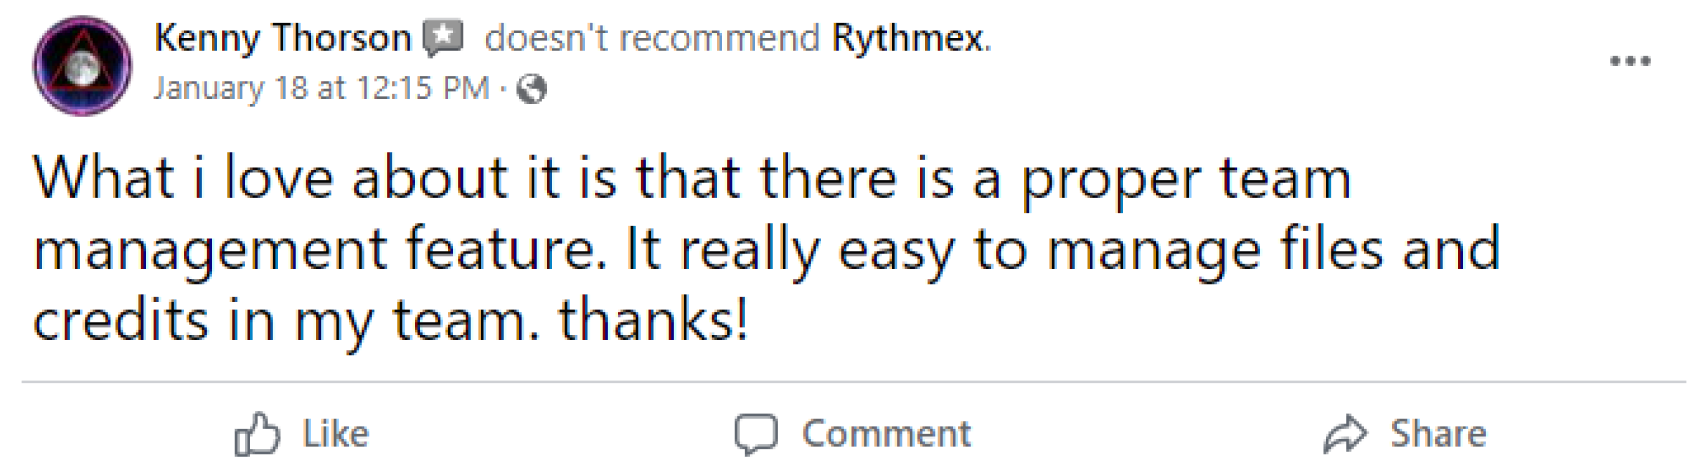 Kenny Thorson doesn't recommend Rythmex.
January 18 at 12:15 PM ·
What i love about it is that there is a proper team
management feature. It really easy to manage files and
credits in my team. thanks!
Like Comment Share